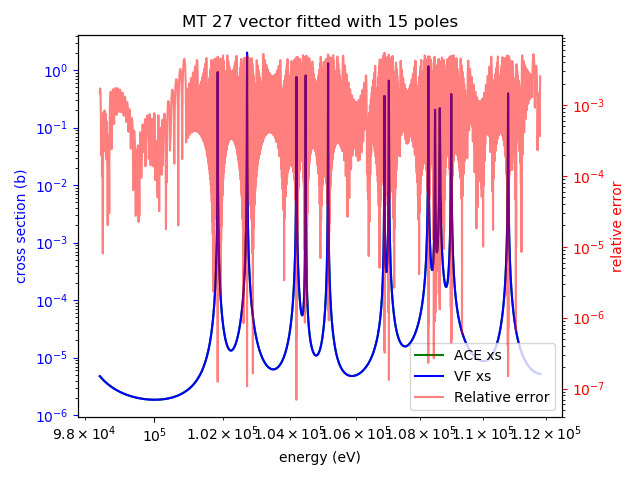 MT 27 vector fitted with 15 poles
cross section (b)
10⁰
10⁻¹
10⁻²
10⁻³
10⁻⁴
10⁻⁵
10⁻⁶
10⁻³
10⁻⁴
10⁻⁵
10⁻⁶
10⁻⁷
relative error
ACE xs
VF xs
Relative error
9.8 × 10⁴ 10⁵ 1.02 × 10⁵ 1.04 × 10⁵ 1.06 × 10⁵ 1.08 × 10⁵ 1.1 × 10⁵ 1.12 × 10⁵
energy (eV)